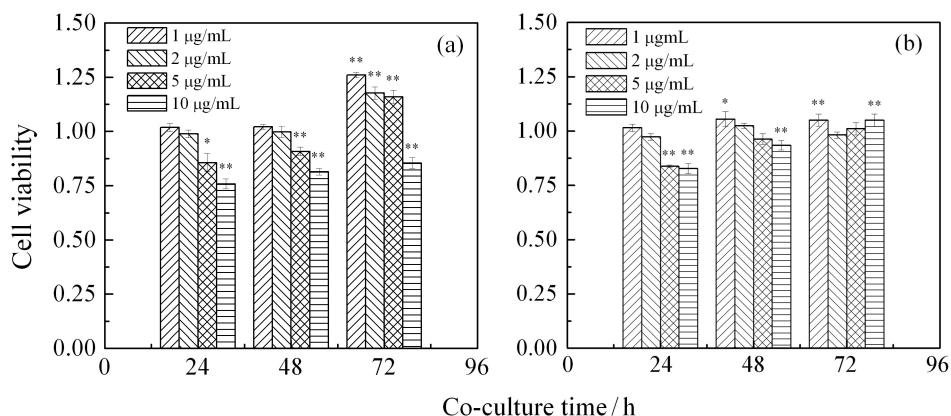 1.50
1.25
1.00
0.75
0.50
0.25
0.00
Cell viability
1 μg/mL
2 μg/mL
5 μg/mL
10 μg/mL
(a)
* ** ** ** ** ** ** **
0 24 48 72 96
1.50
1.25
1.00
0.75
0.50
0.25
0.00
1 μgmL
2 μg/mL
5 μg/mL
10 μg/mL
(b)
** ** * ** ** **
0 24 48 72 96
Co-culture time / h